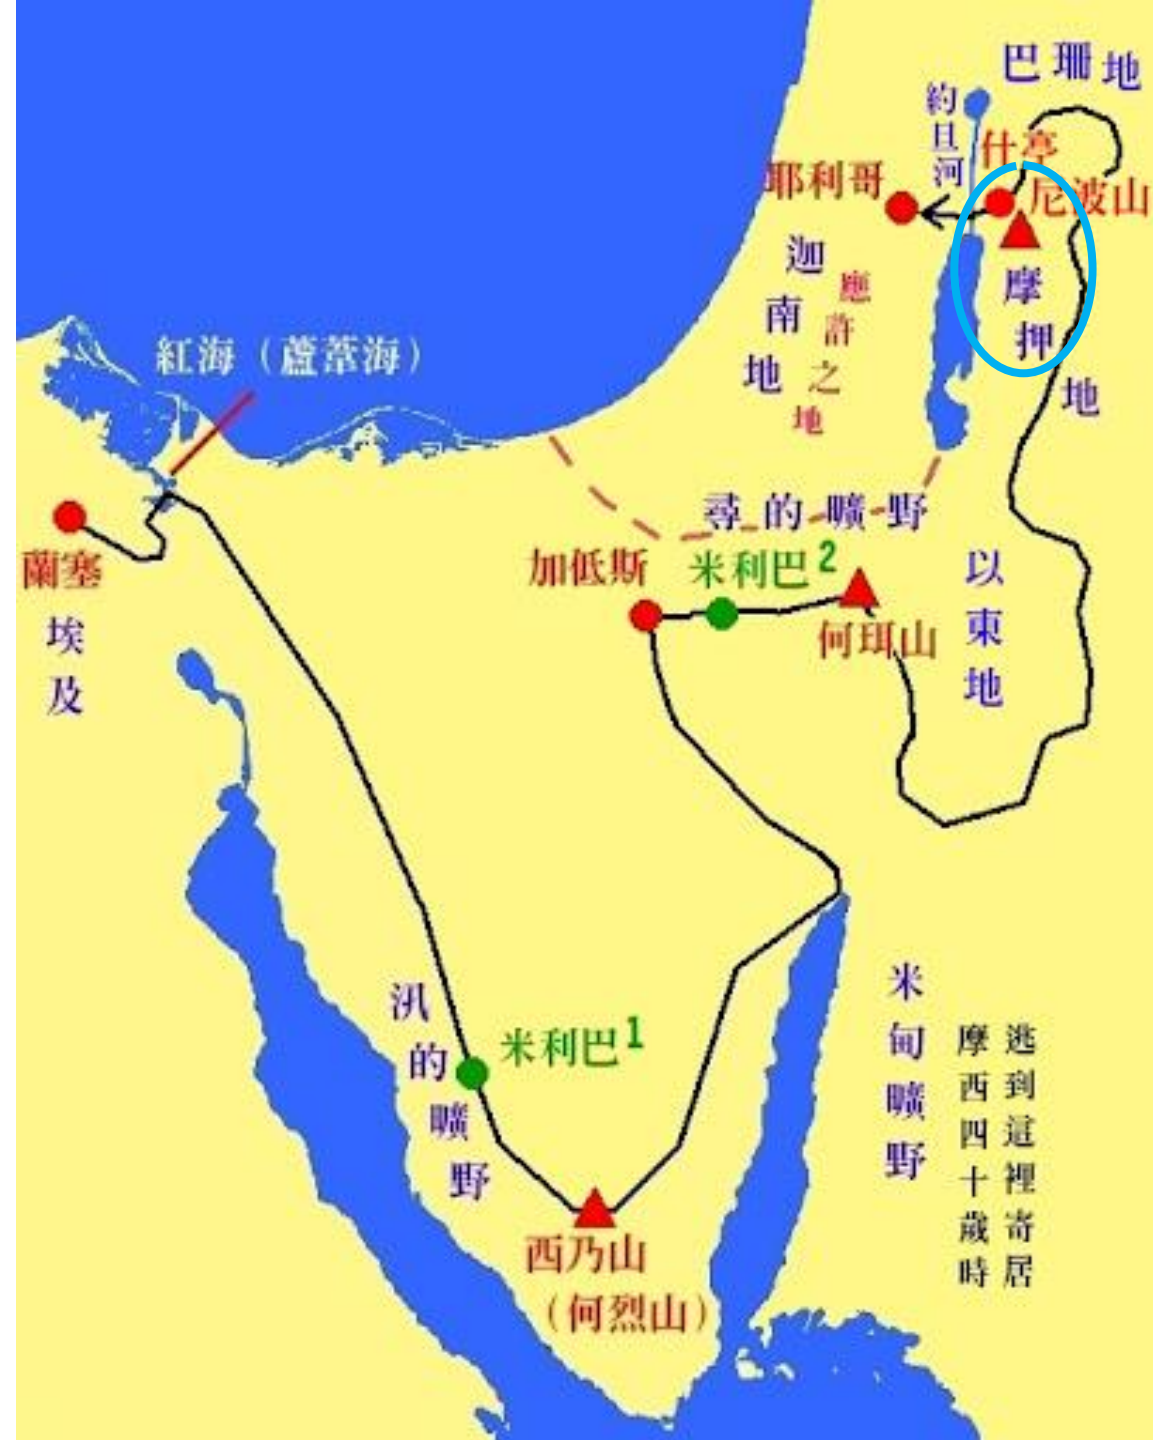 巴珊地
約旦河
什亭
耶利哥
尼波山
迦南地
應許之地
摩押地
紅海（蘆葦海）
尋的曠野
加低斯
米利巴2
蘭塞
以東地
埃及
何珥山
汛的曠野
米利巴1
米甸曠野
摩西四十歲時
逃到這裡寄居
西乃山
（何烈山）